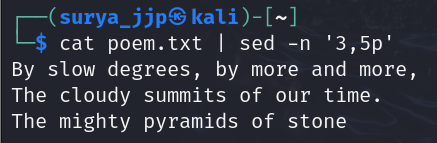 ┌──(surya_jjp㉿kali)-[~]
└─$ cat poem.txt | sed -n '3,5p'
By slow degrees, by more and more,
The cloudy summits of our time.
The mighty pyramids of stone